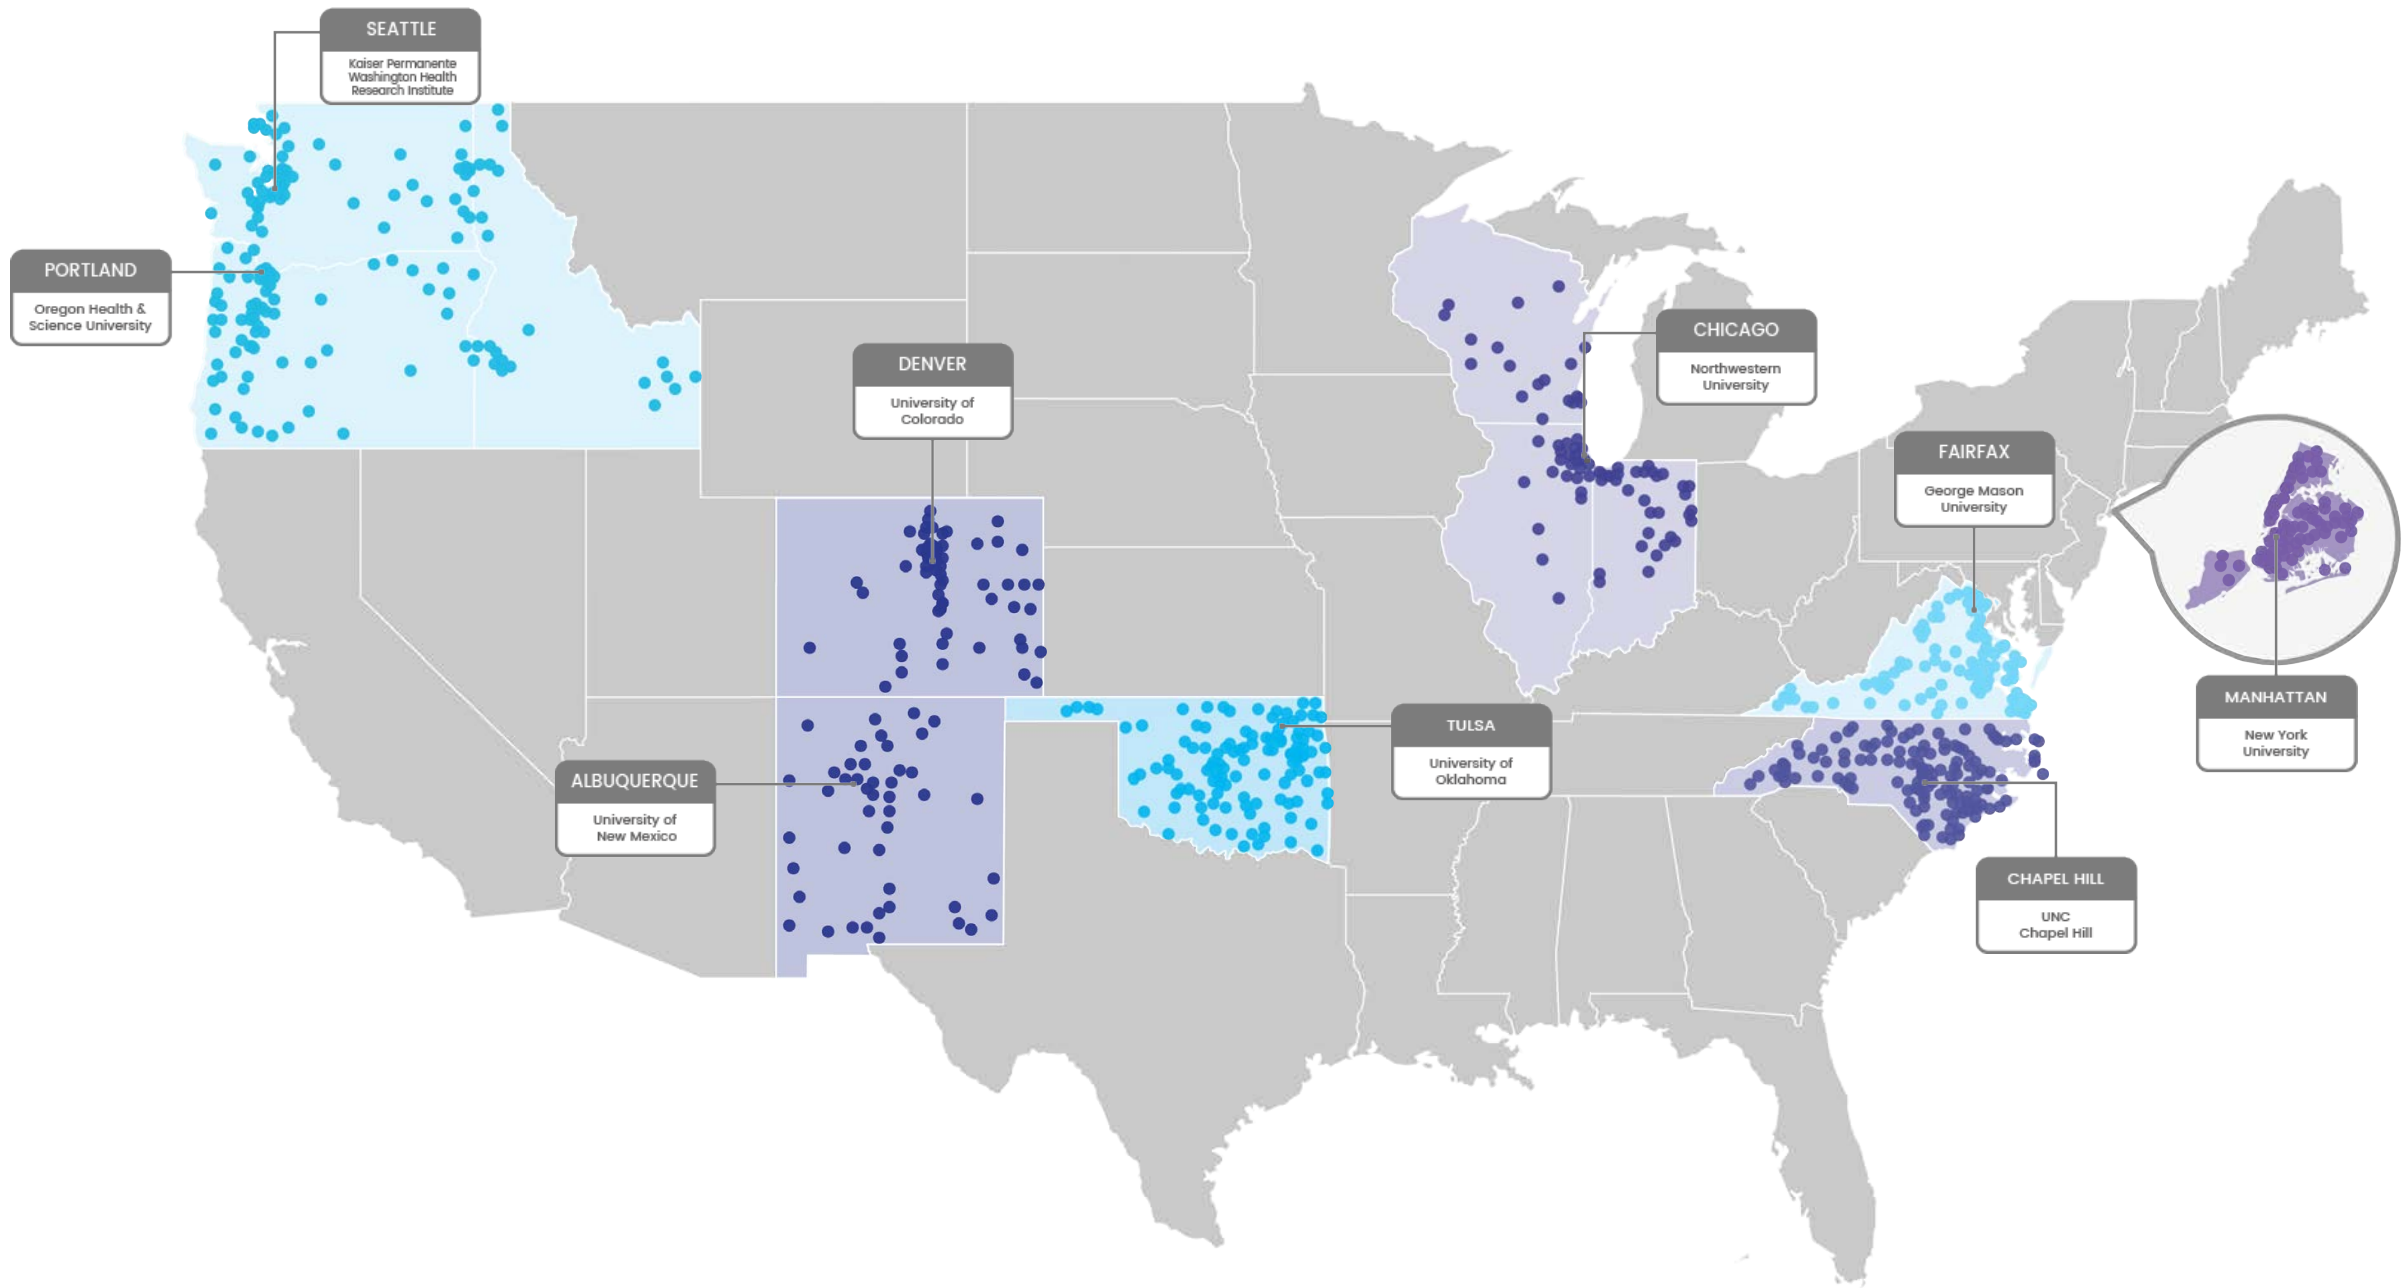 SEATTLE
Kaiser Permanente
Washington Health
Research Institute
PORTLAND
Oregon Health &
Science University
DENVER
University of
Colorado
CHICAGO
Northwestern
University
FAIRFAX
George Mason
University
MANHATTAN
New York
University
TULSA
University of
Oklahoma
ALBUQUERQUE
University of
New Mexico
CHAPEL HILL
UNC
Chapel Hill